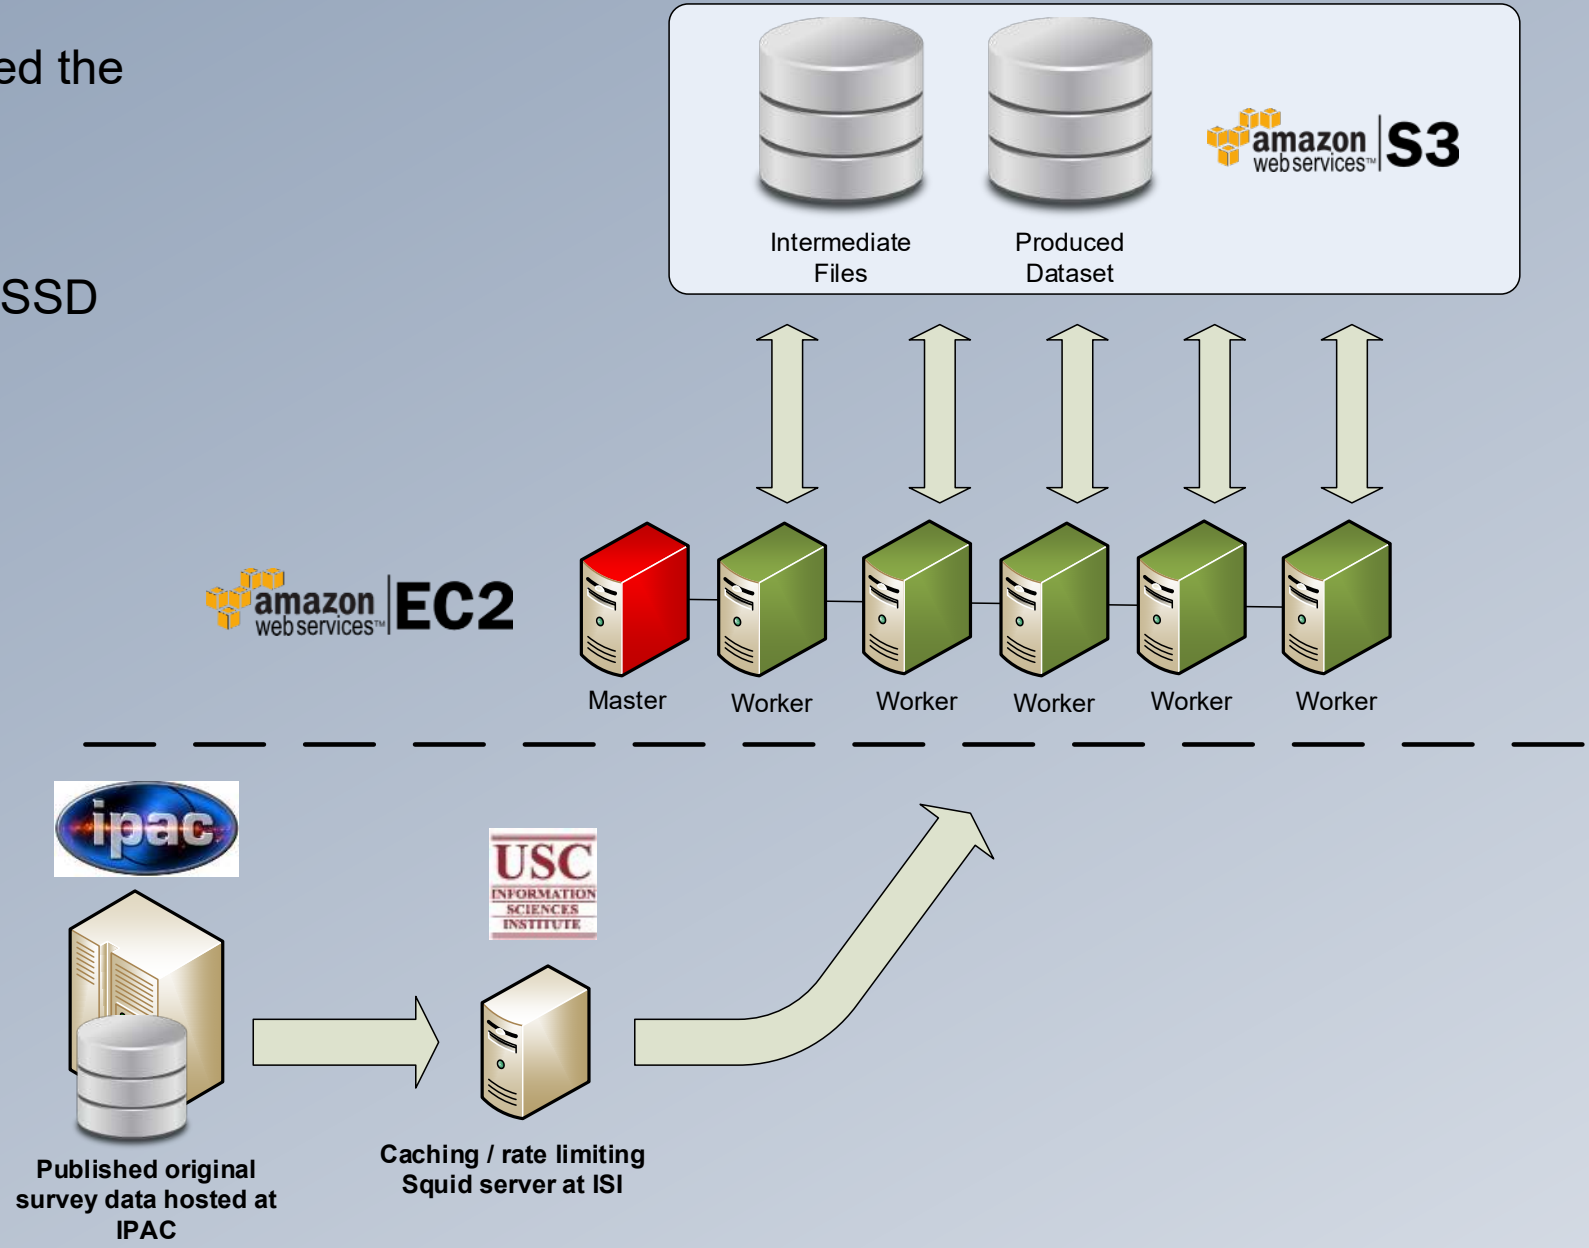 ed the
SSD
amazon
web services™
S3
Intermediate
Files
Produced
Dataset
amazon
web services™
EC2
Master
Worker
Worker
Worker
Worker
Worker
ipac
USC
INFORMATION
SCIENCES
INSTITUTE
Published original
survey data hosted at
IPAC
Caching / rate limiting
Squid server at ISI